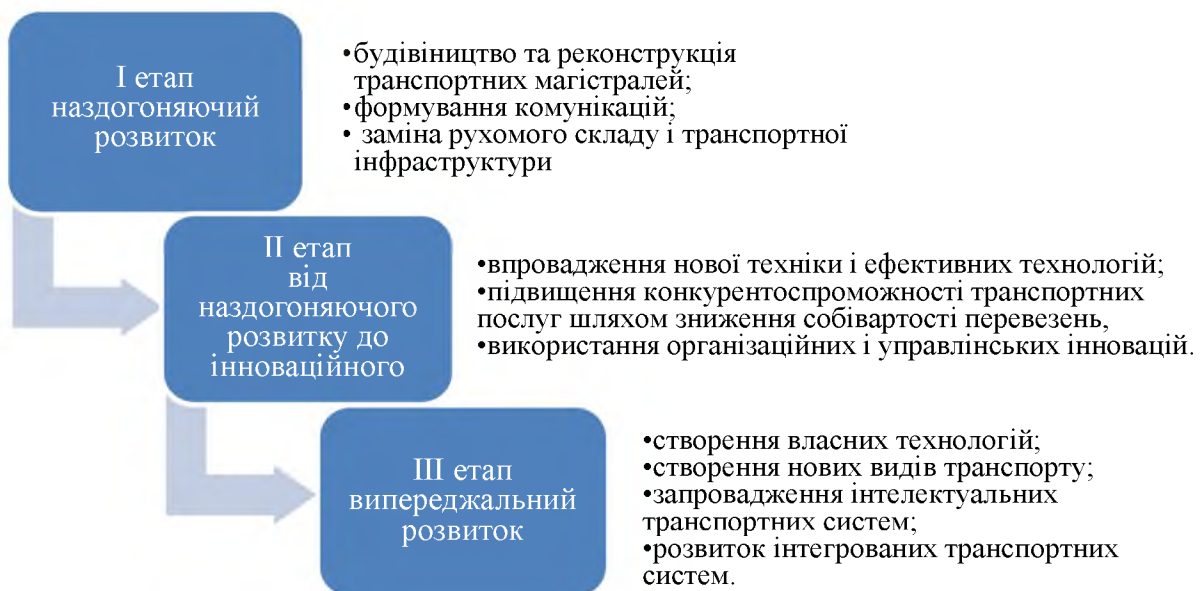 І етап
наздогоняючий
розвиток
•будівіництво та реконструкція
транспортних магістралей;
•формування комунікацій;
• заміна рухомого складу і транспортної
інфраструктури
ІІ етап
від
наздогоняючого
розвитку до
інноваційного
•впровадження нової техніки і ефективних технологій;
•підвищення конкурентоспроможності транспортних
послуг шляхом зниження собівартості перевезень,
•використання організаційних і управлінських інновацій.
ІІІ етап
випереджальний
розвиток
•створення власних технологій;
•створення нових видів транспорту;
•запровадження інтелектуальних
транспортних систем;
•розвиток інтегрованих транспортних
систем.